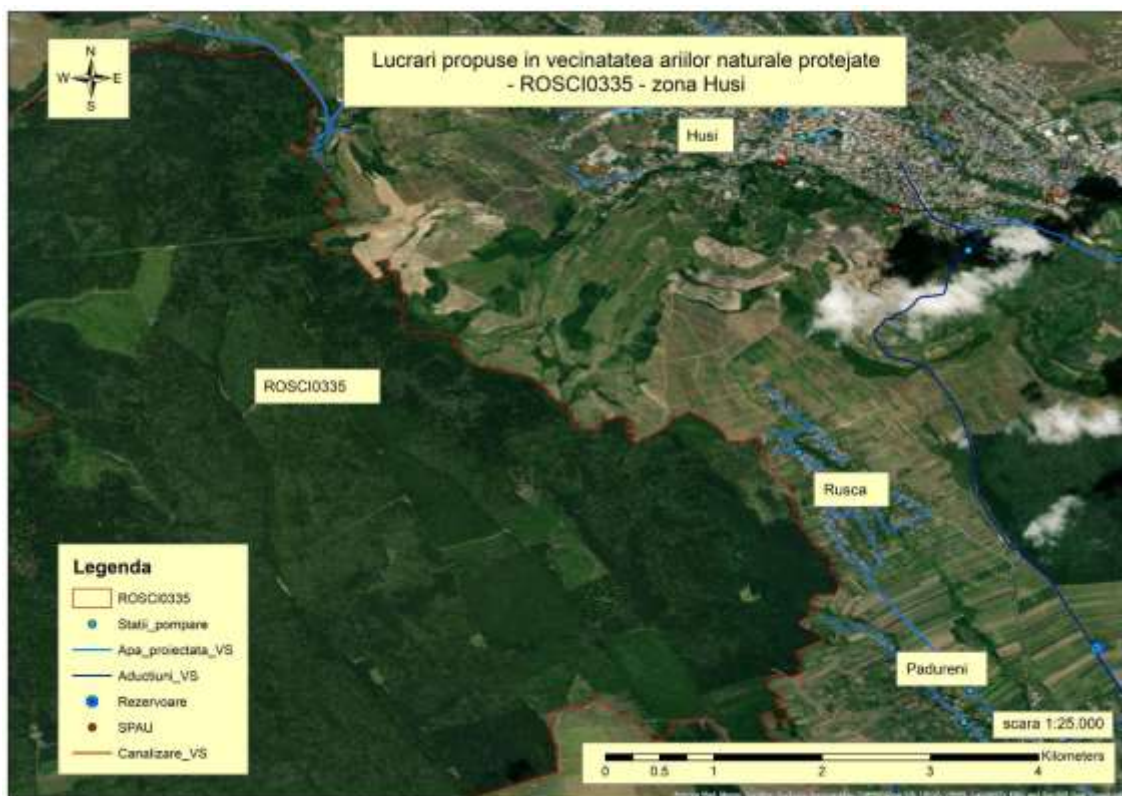 Lucrari propuse in vecinatatea ariilor naturale protejate
- ROSCI0335 - zona Husi
N
W E
S
Husi
ROSCI0335
Rusca
Padureni
Legenda
ROSCI0335
Statii_pompare
Apa_proiectata_VS
Aductiuni_VS
Rezervoare
SPAU
Canalizare_VS
scara 1:25.000
Kilometers
0 0.5 1 2 3 4